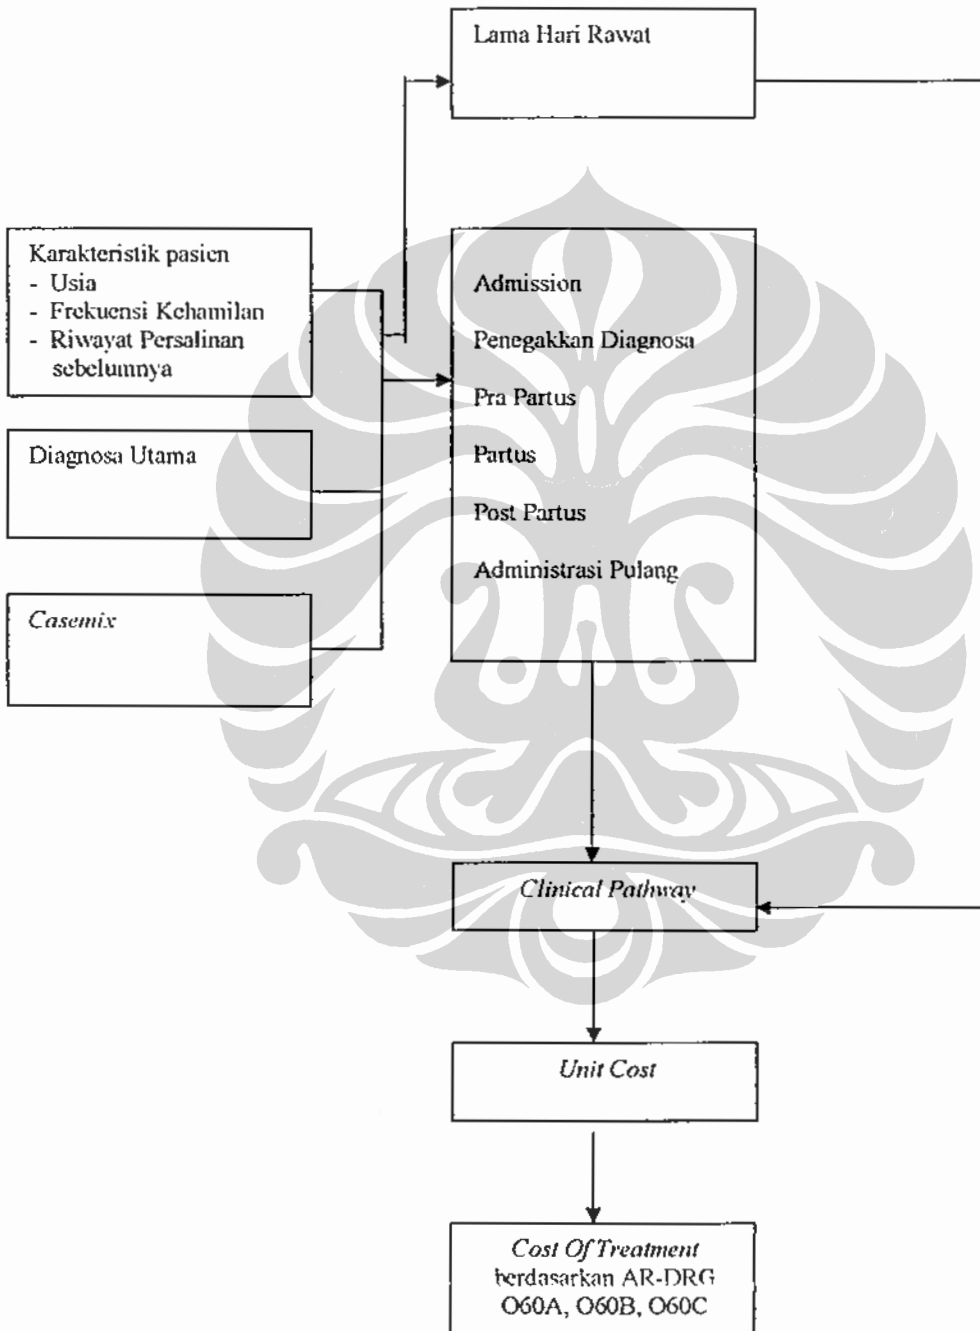 Lama Hari Rawat
Karakteristik pasien
- Usia
- Frekuensi Kehamilan
- Riwayat Persalinan
sebelumnya
Diagnosa Utama
Casemix
Admission
Penegakkan Diagnosa
Pra Partus
Partus
Post Partus
Administrasi Pulang
Clinical Pathway
Unit Cost
Cost Of Treatment
berdasarkan AR-DRG
O60A, O60B, O60C